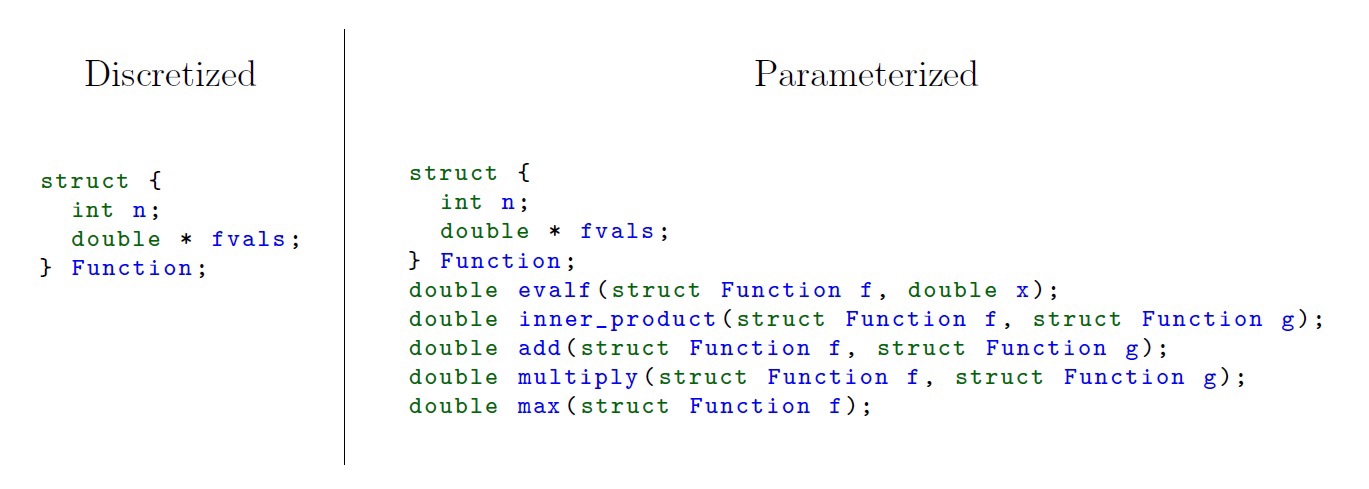 Discretized
struct {
  int n;
  double * fvals;
} Function;
Parameterized
struct {
  int n;
  double * fvals;
} Function;
double evalf(struct Function f, double x);
double inner_product(struct Function f, struct Function g);
double add(struct Function f, struct Function g);
double multiply(struct Function f, struct Function g);
double max(struct Function f);